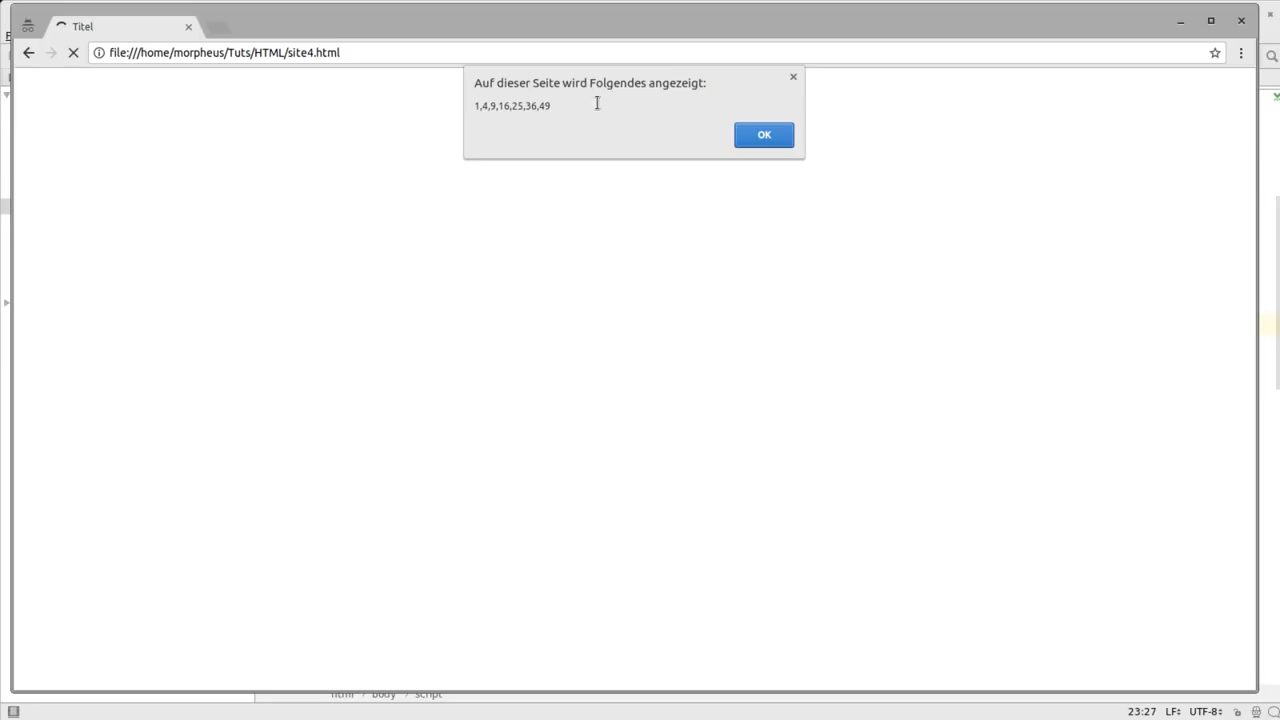 Titel
file:///home/morpheus/Tuts/HTML/site4.html
Auf dieser Seite wird Folgendes angezeigt:
1,4,9,16,25,36,49
OK
html body script
23:27 LF UTF-8